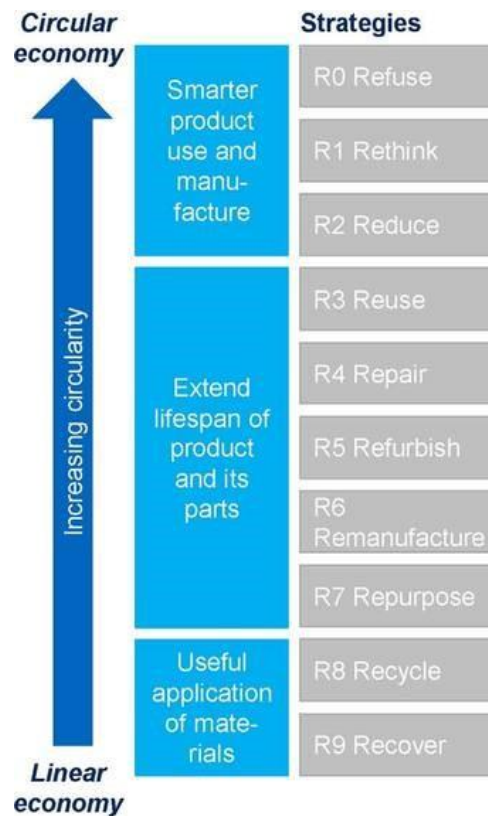 Circular
economy
Strategies
Increasing circularity
Smarter
product
use and
manu-
facture
R0 Refuse
R1 Rethink
R2 Reduce
Extend
lifespan of
product
and its
parts
R3 Reuse
R4 Repair
R5 Refurbish
R6
Remanufacture
R7 Repurpose
Useful
application
of mate-
rials
R8 Recycle
R9 Recover
Linear
economy